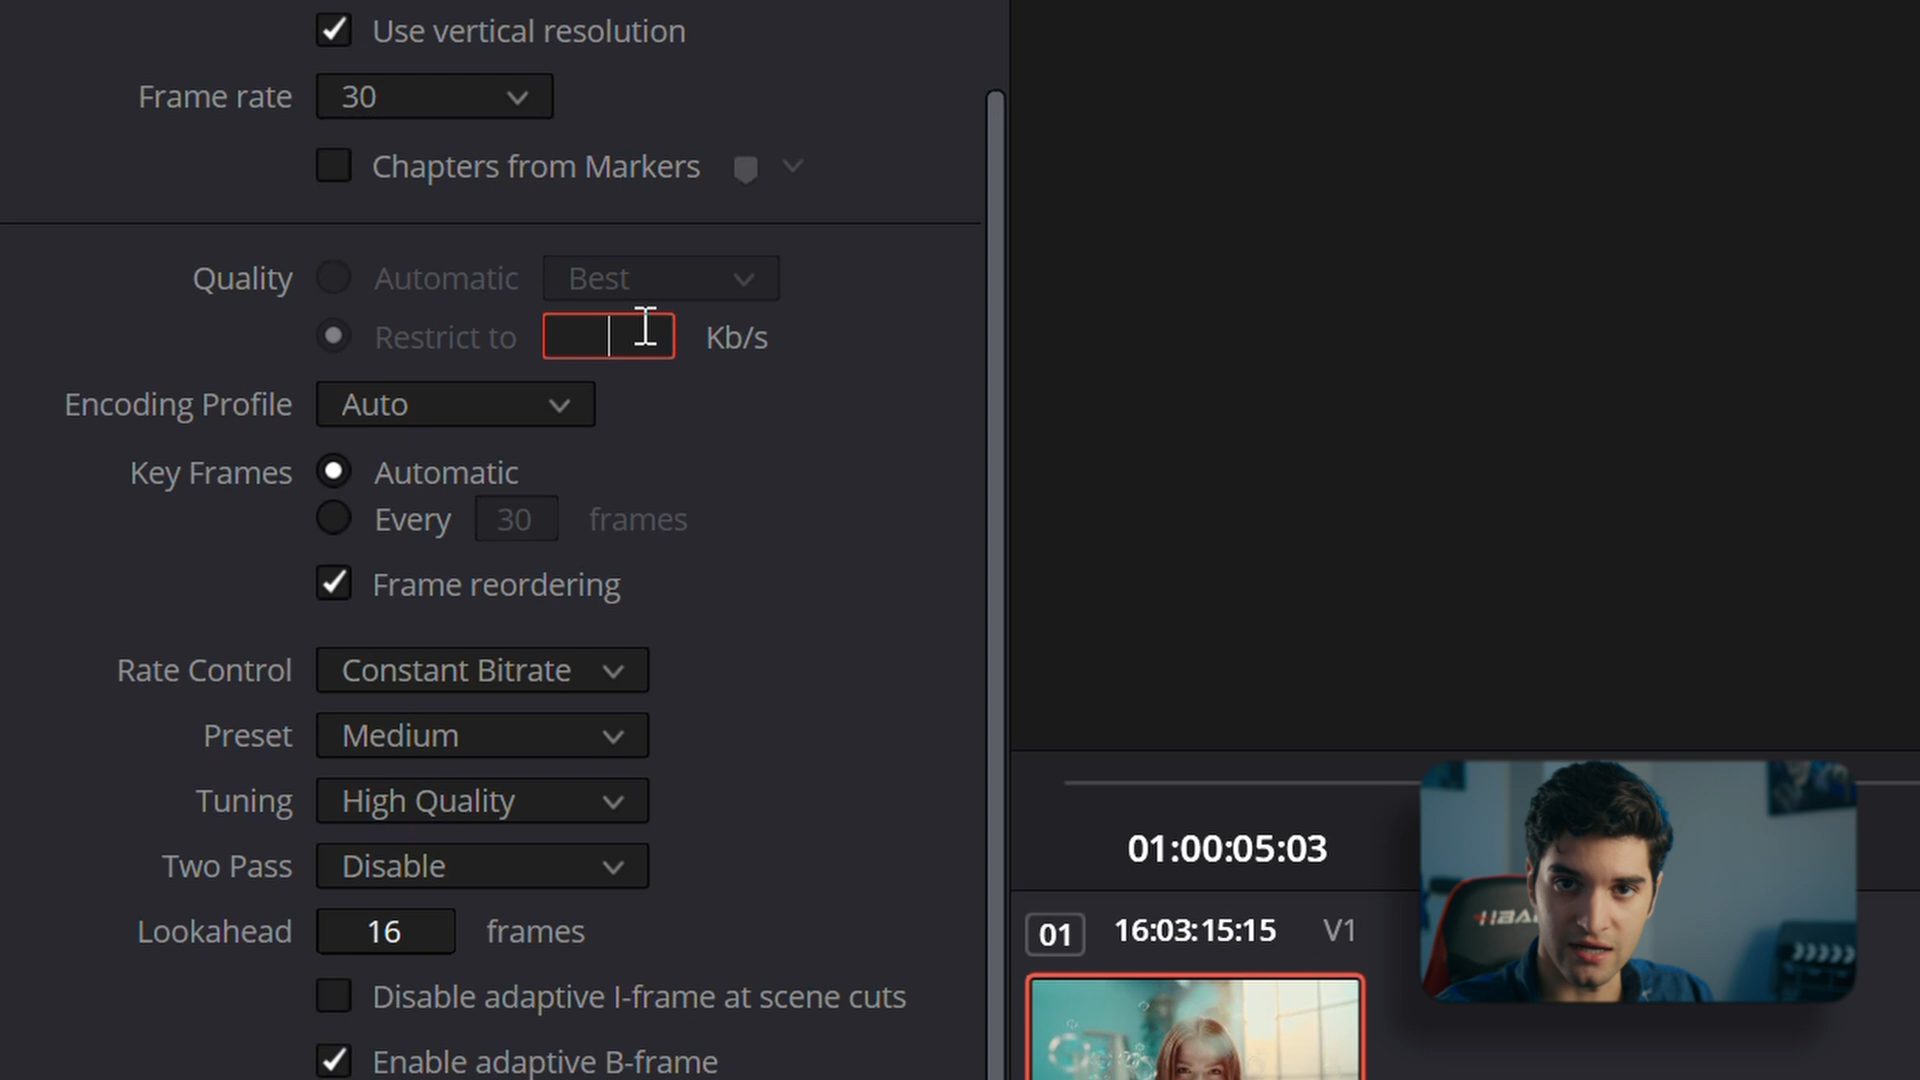 Use vertical resolution
Frame rate 30
Chapters from Markers
Quality Automatic Best
Restrict to Kb/s
Encoding Profile Auto
Key Frames Automatic
Every 30 frames
Frame reordering
Rate Control Constant Bitrate
Preset Medium
Tuning High Quality
Two Pass Disable
Lookahead 16 frames
Disable adaptive I-frame at scene cuts
Enable adaptive B-frame
01:00:05:03
01 16:03:15:15 V1